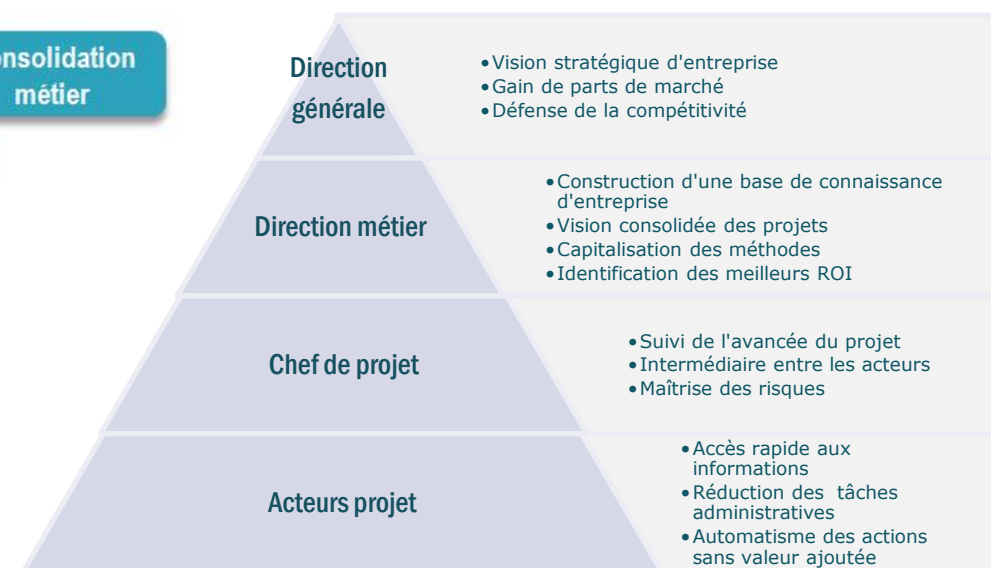 onsolidation
métier
Direction
générale
•Vision stratégique d'entreprise
•Gain de parts de marché
•Défense de la compétitivité
Direction métier
•Construction d'une base de connaissance
d'entreprise
•Vision consolidée des projets
•Capitalisation des méthodes
•Identification des meilleurs ROI
Chef de projet
•Suivi de l'avancée du projet
•Intermédiaire entre les acteurs
•Maîtrise des risques
Acteurs projet
•Accès rapide aux
informations
•Réduction des tâches
administratives
•Automatisme des actions
sans valeur ajoutée